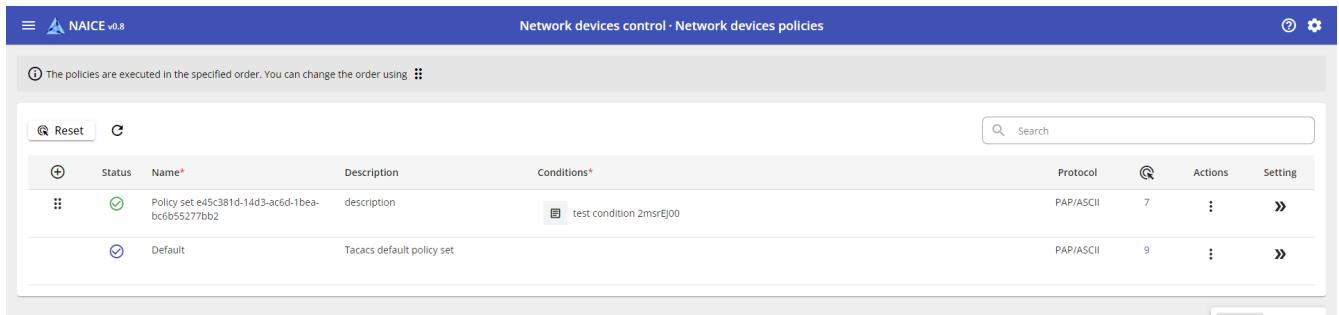 NAICE v0.8
Network devices control · Network devices policies
The policies are executed in the specified order. You can change the order using
Reset
Search
Status Name* Description Conditions* Protocol Actions Setting
Policy set e45c381d-14d3-ac6d-1bea- description test condition 2msrEJ00 PAP/ASCII 7
bc6b55277bb2
Default Tacacs default policy set PAP/ASCII 9